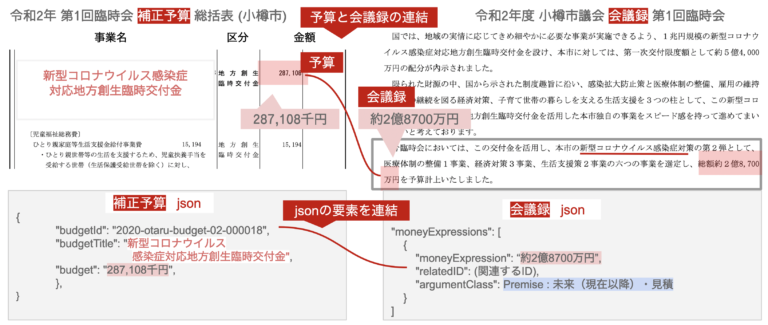 令和2年 第1回臨時会 補正予算 総括表 (小樽市)
事業名 区分 金額
新型コロナウイルス感染症
対応地方創生臨時交付金
地方創生
臨時交付金
287,108
287,108千円
[児童福祉総務費]
ひとり親家庭等生活支援金給付事業費 15,194
・ひとり親世帯等の生活を支援するため、児童扶養手当を
受給する世帯(生活保護受給世帯を除く)に対し、
地方創生
臨時交付金
15,194
予算と会議録の連結
予算
会議録
約2億8700万円
令和2年度 小樽市議会 会議録 第1回臨時会
国では、地域の実情に応じてきめ細やかに必要な事業が実施できるよう、1兆円規模の新型コロナウ
イルス感染症対応地方創生臨時交付金を設け、本市に対しては、第一次交付限度額として約5億4,000
万円の配分が内示されました。
限られた財源の中、国から示された制度趣旨に沿い、感染拡大防止策と医療体制の整備、雇用の維持
継続を図る経済対策、子育て世帯の暮らしを支える生活支援を3つの柱として、この新型コロ
生臨時交付金を活用した本市独自の事業をスピード感を持って進めてまい
いと考えております。
臨時会においては、この交付金を活用し、本市の新型コロナウイルス感染症対策の第2弾として、
医療体制の整備1事業、経済対策3事業、生活支援策2事業の六つの事業を選定し、総額約2億8,700
万円を予算計上いたしました。
補正予算 json
{
"budgetId": "2020-otaru-budget-02-000018",
"budgetTitle": "新型コロナウイルス
感染症対応地方創生臨時交付金",
"budget": "287,108千円",
},
}
jsonの要素を連結
会議録 json
"moneyExpressions": [
{
"moneyExpression": "約2億8700万円",
"relatedID": (関連するID),
"argumentClass": Premise : 未来（現在以降）・見積
}
]